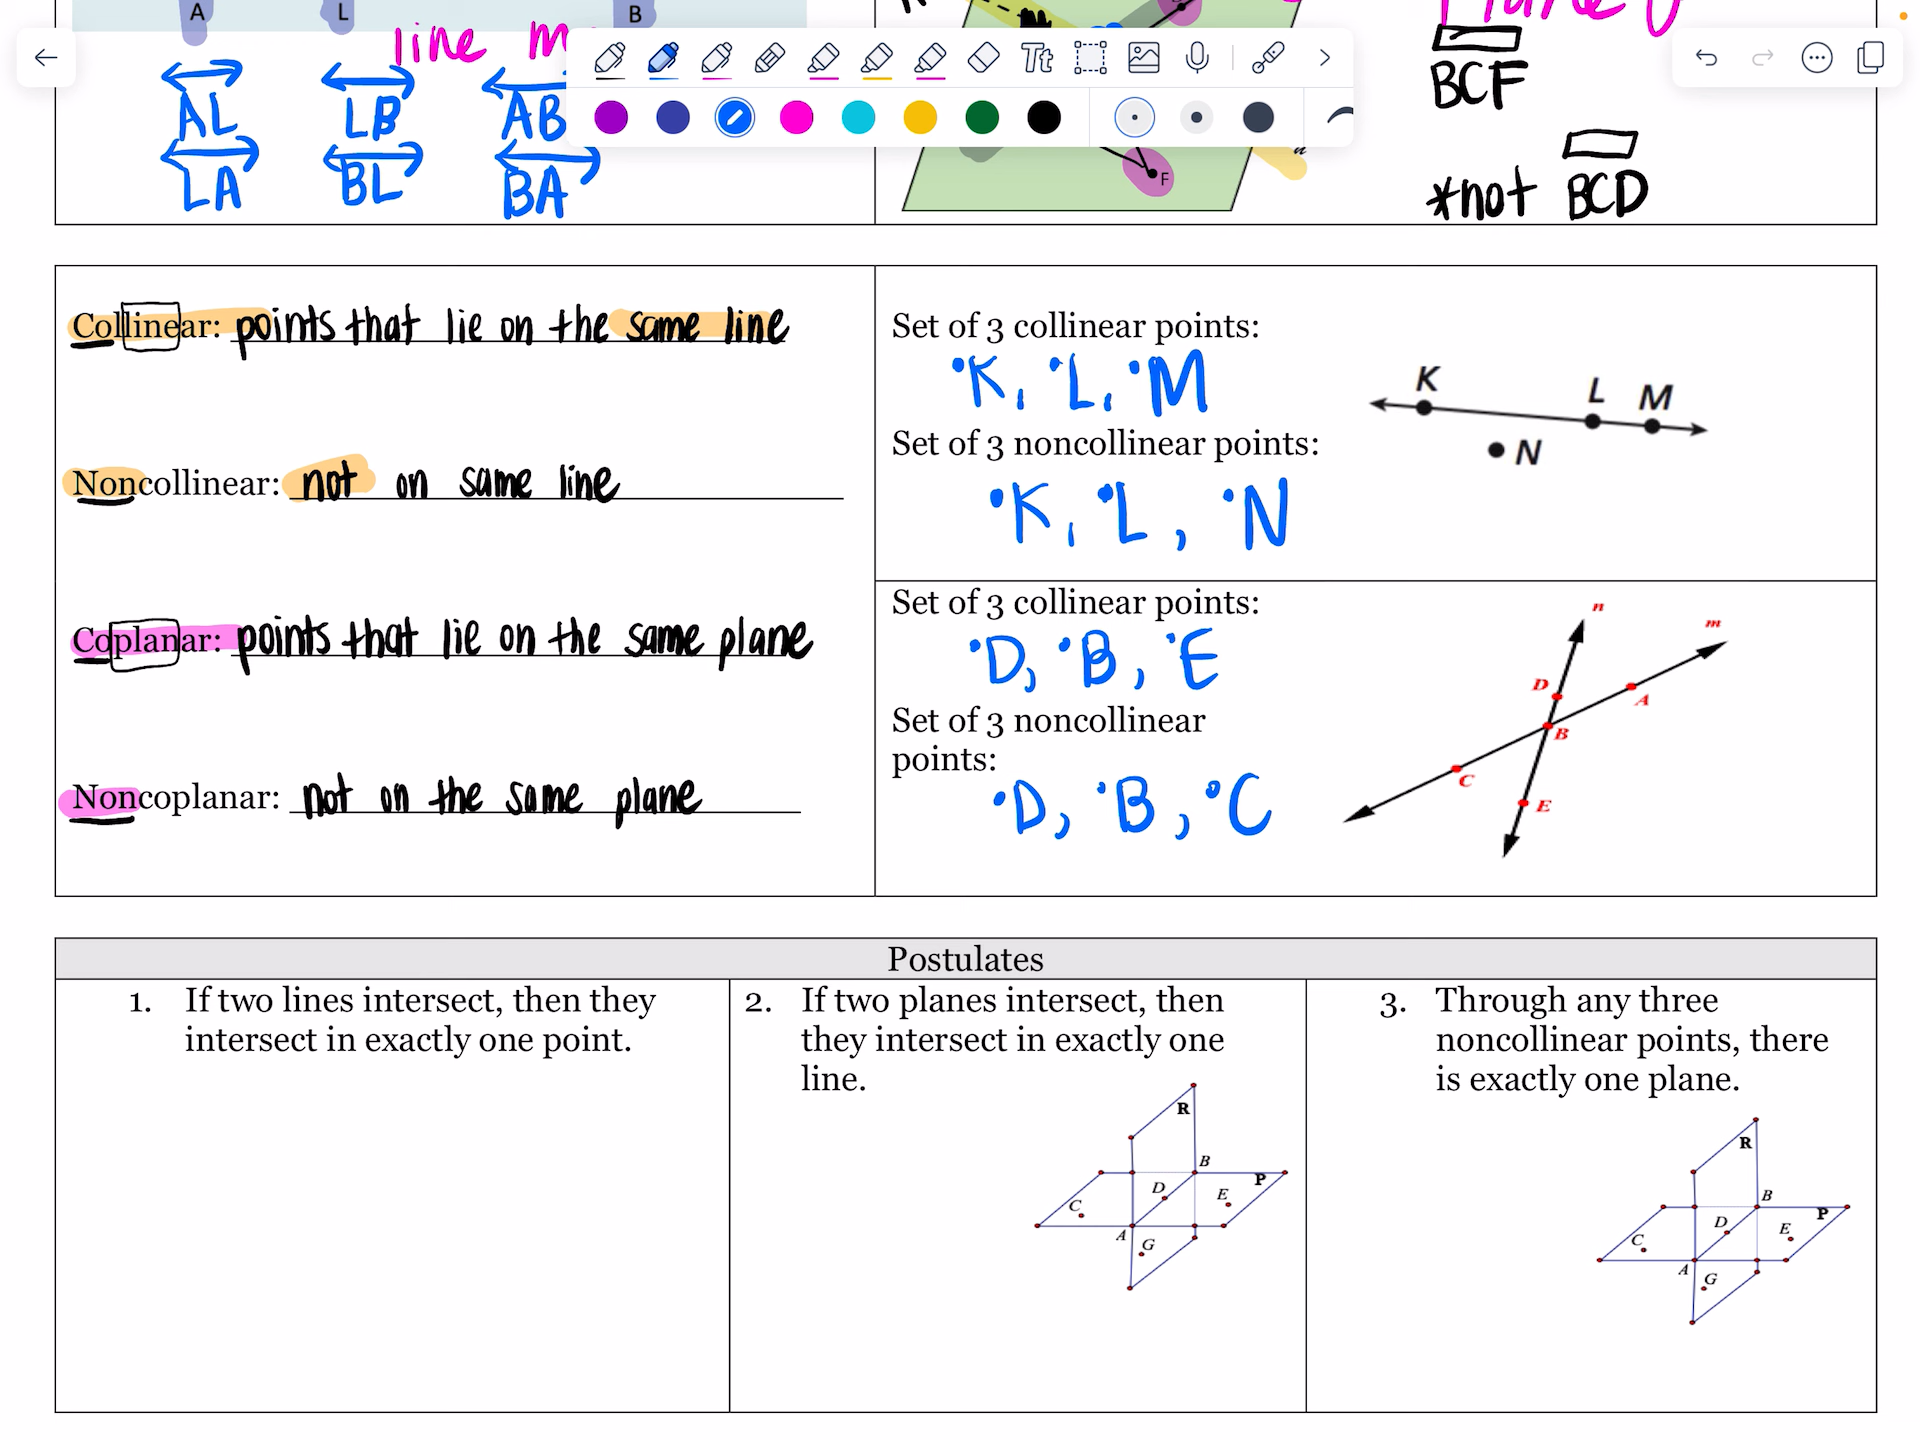 A L B
line
AL LB AB
LA BL BA
F
n
BCF
*not BCD
Collinear: points that lie on the same line
Noncollinear: not on same line
Coplanar: points that lie on the same plane
Noncoplanar: not on the same plane
Set of 3 collinear points:
K, L, M
Set of 3 noncollinear points:
K, L, N
K
L M
N
Set of 3 collinear points:
D, B, E
Set of 3 noncollinear
points:
D, B, C
n
m
D
A
B
C
E
Tt
Postulates
1. If two lines intersect, then they
intersect in exactly one point.
2. If two planes intersect, then
they intersect in exactly one
line.
R
B
P
D
E
C
A
G
3. Through any three
noncollinear points, there
is exactly one plane.
R
B
P
D
E
C
A
G